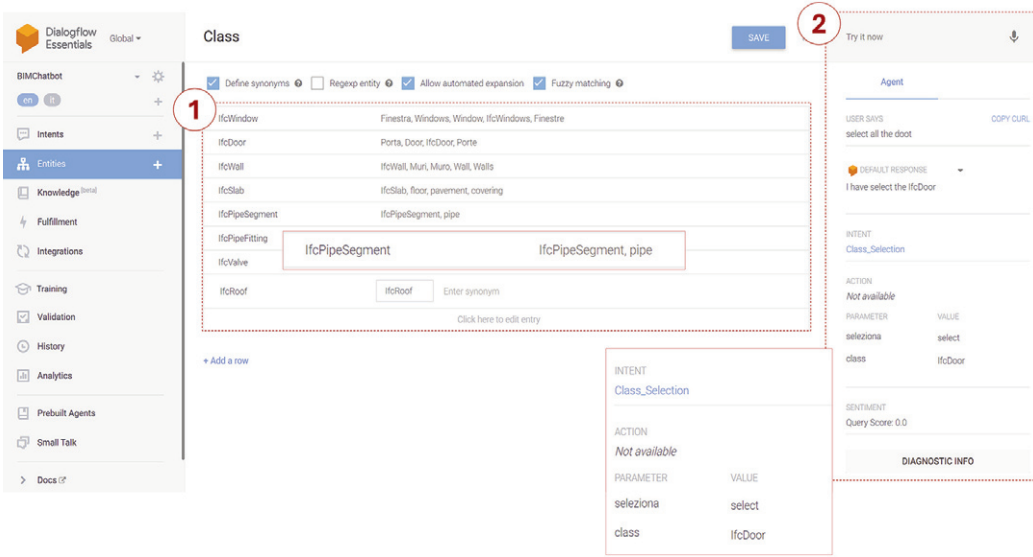 Dialogflow
Essentials
Global
BIMChatbot
en it
Intents
Entities
Knowledge [beta]
Fulfillment
Integrations
Training
Validation
History
Analytics
Prebuilt Agents
Small Talk
Docs
Class
SAVE
Define synonyms Regexp entity Allow automated expansion Fuzzy matching
1
IfcWindow Finestra, Windows, Window, IfcWindows, Finestre
IfcDoor Porta, Door, IfcDoor, Porte
IfcWall IfcWall, Muri, Muro, Wall, Walls
IfcSlab IfcSlab, floor, pavement, covering
IfcPipeSegment IfcPipeSegment, pipe
IfcPipeFitting
IfcPipeSegment IfcPipeSegment, pipe
IfcValve
IfcRoof IfcRoof Enter synonym
Click here to edit entry
+ Add a row
INTENT
Class_Selection
ACTION
Not available
PARAMETER VALUE
seleziona select
class IfcDoor
2
Try it now
Agent
USER SAYS COPY CURL
select all the doot
DEFAULT RESPONSE
I have select the IfcDoor
INTENT
Class_Selection
ACTION
Not available
PARAMETER VALUE
seleziona select
class IfcDoor
SENTIMENT
Query Score: 0.0
DIAGNOSTIC INFO